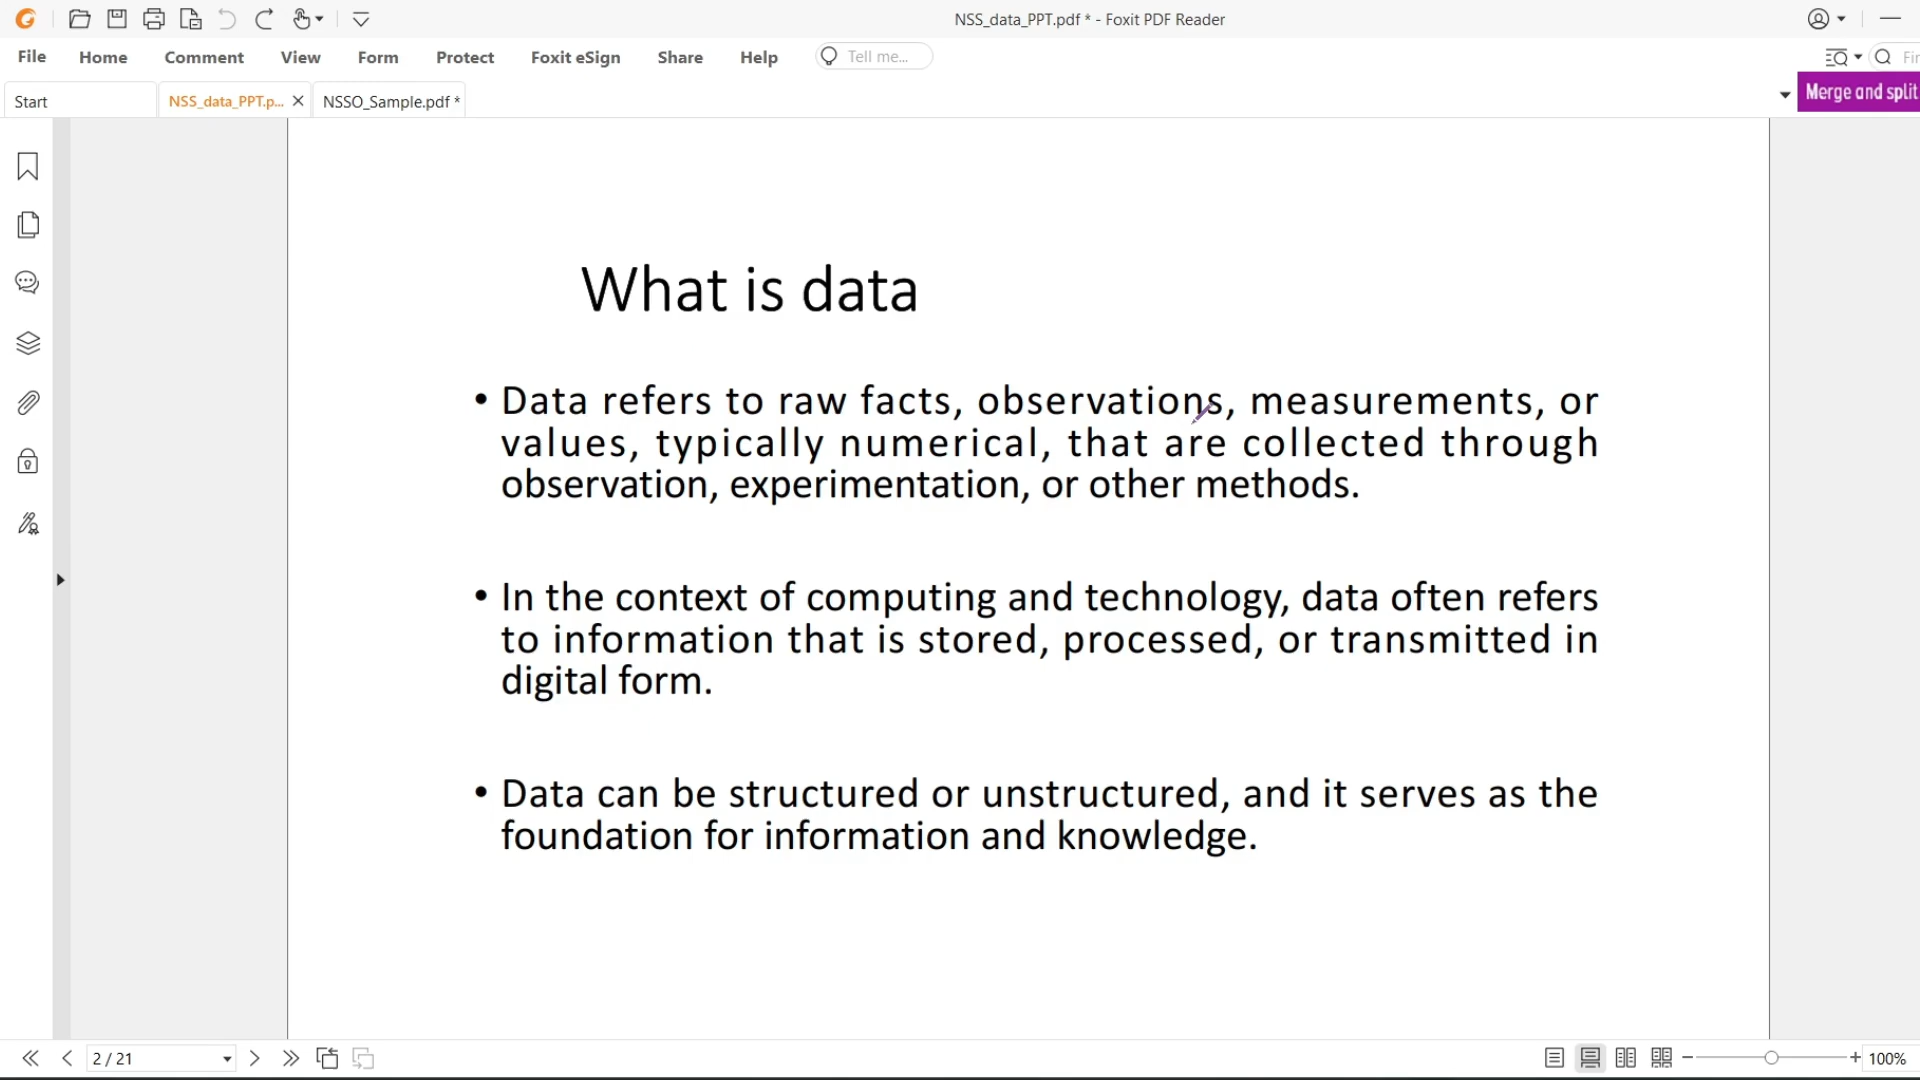 NSS_data_PPT.pdf * - Foxit PDF Reader
File Home Comment View Form Protect Foxit eSign Share Help Tell me... Fir
Start NSS_data_PPT.p... NSSO_Sample.pdf * Merge and split
What is data
• Data refers to raw facts, observations, measurements, or
values, typically numerical, that are collected through
observation, experimentation, or other methods.
• In the context of computing and technology, data often refers
to information that is stored, processed, or transmitted in
digital form.
• Data can be structured or unstructured, and it serves as the
foundation for information and knowledge.
2 / 21 100%